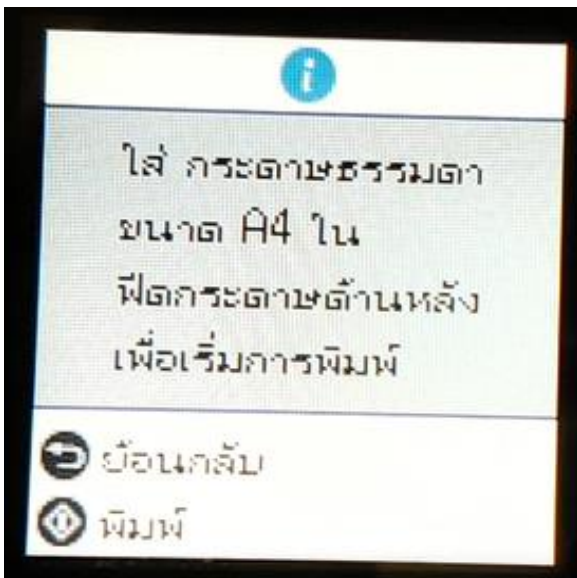 ใส่ กระดาษธรรมดา
ขนาด A4 ใน
ฟีดกระดาษด้านหลัง
เพื่อเริ่มการพิมพ์
ย้อนกลับ
พิมพ์